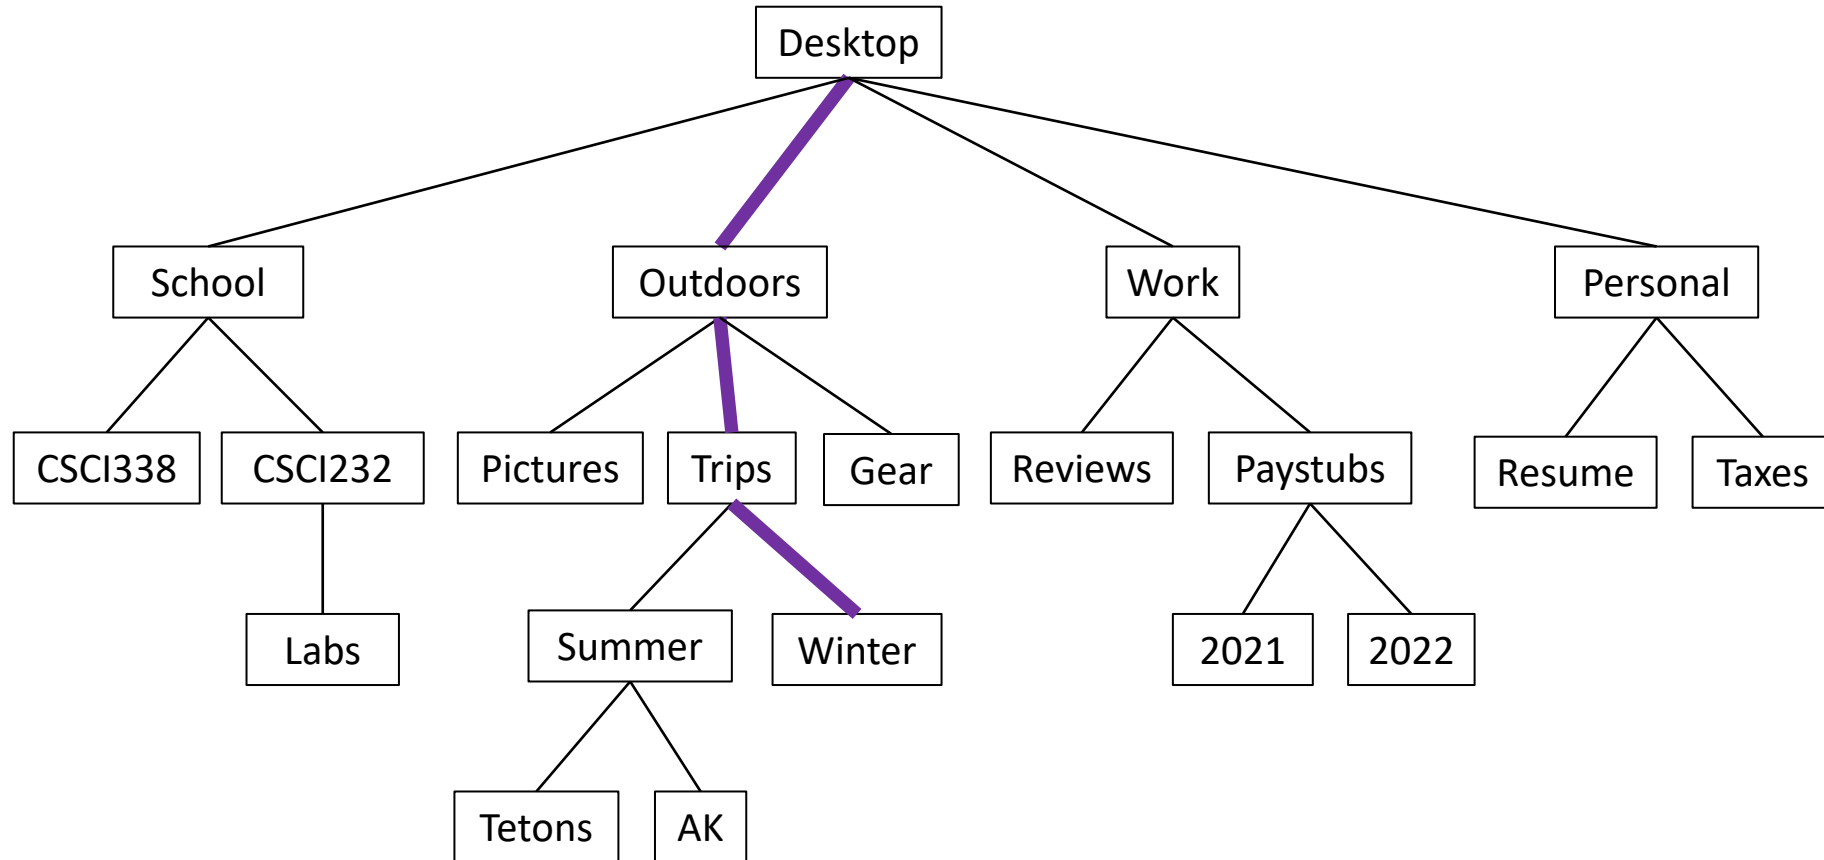 Desktop
School
Outdoors
Work
Personal
CSCI338
CSCI232
Pictures
Trips
Gear
Reviews
Paystubs
Resume
Taxes
Labs
Summer
Winter
2021
2022
Tetons
AK